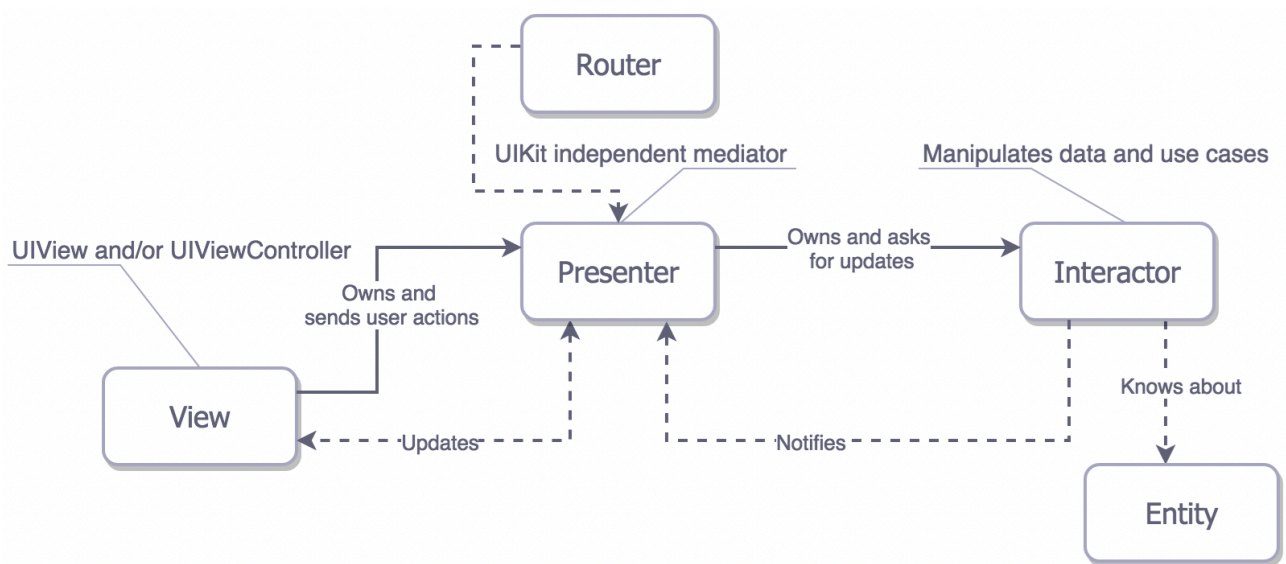 Router
UIKit independent mediator
Manipulates data and use cases
UIView and/or UIViewController
Owns and
sends user actions
Presenter
Owns and asks
for updates
Interactor
View
Updates
Notifies
Knows about
Entity